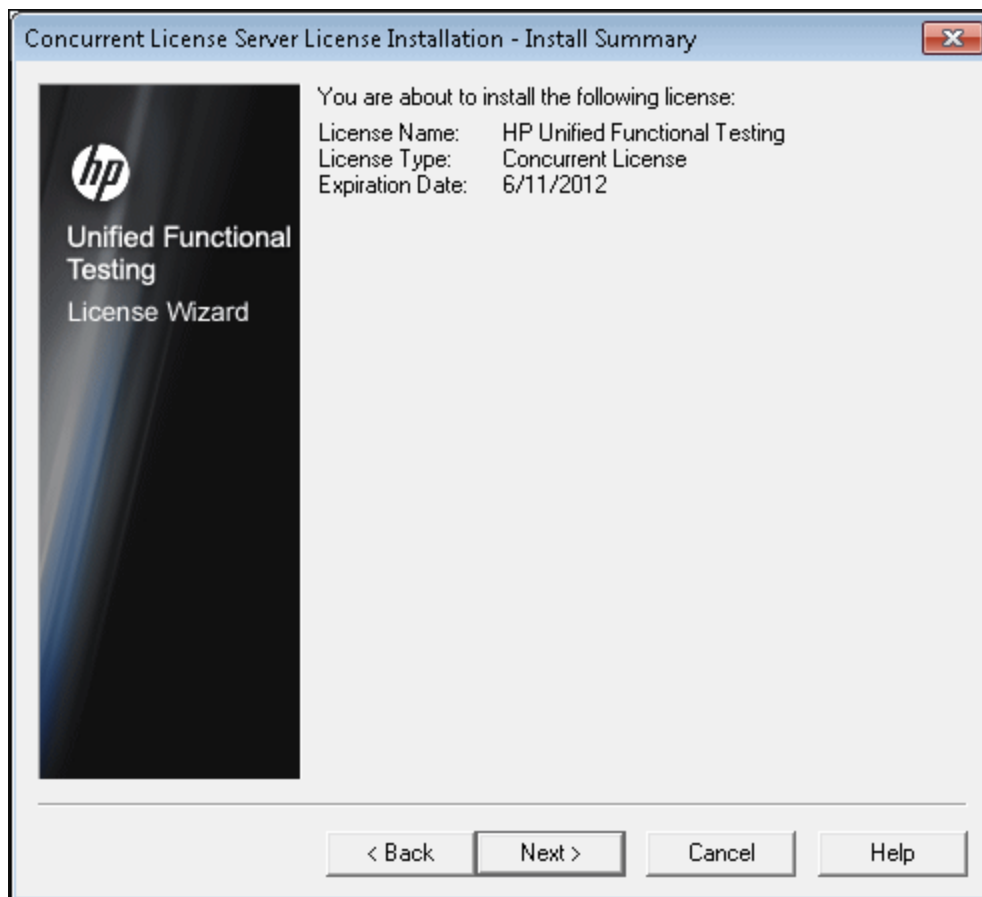 Concurrent License Server License Installation - Install Summary
hp
Unified Functional
Testing
License Wizard
You are about to install the following license:
License Name: HP Unified Functional Testing
License Type: Concurrent License
Expiration Date: 6/11/2012
< Back Next > Cancel Help